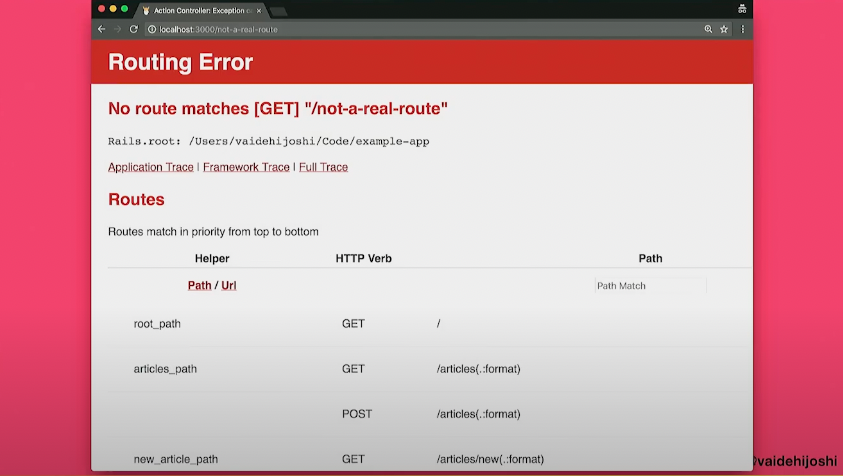 Action Controller: Exception
localhost:3000/not-a-real-route
Routing Error
No route matches [GET] "/not-a-real-route"
Rails.root: /Users/vaidehijoshi/Code/example-app
Application Trace | Framework Trace | Full Trace
Routes
Routes match in priority from top to bottom
Helper HTTP Verb Path
Path / Url Path Match
root_path GET /
articles_path GET /articles(.:format)
POST /articles(.:format)
new_article_path GET /articles/new(.:format)
@vaidehijoshi